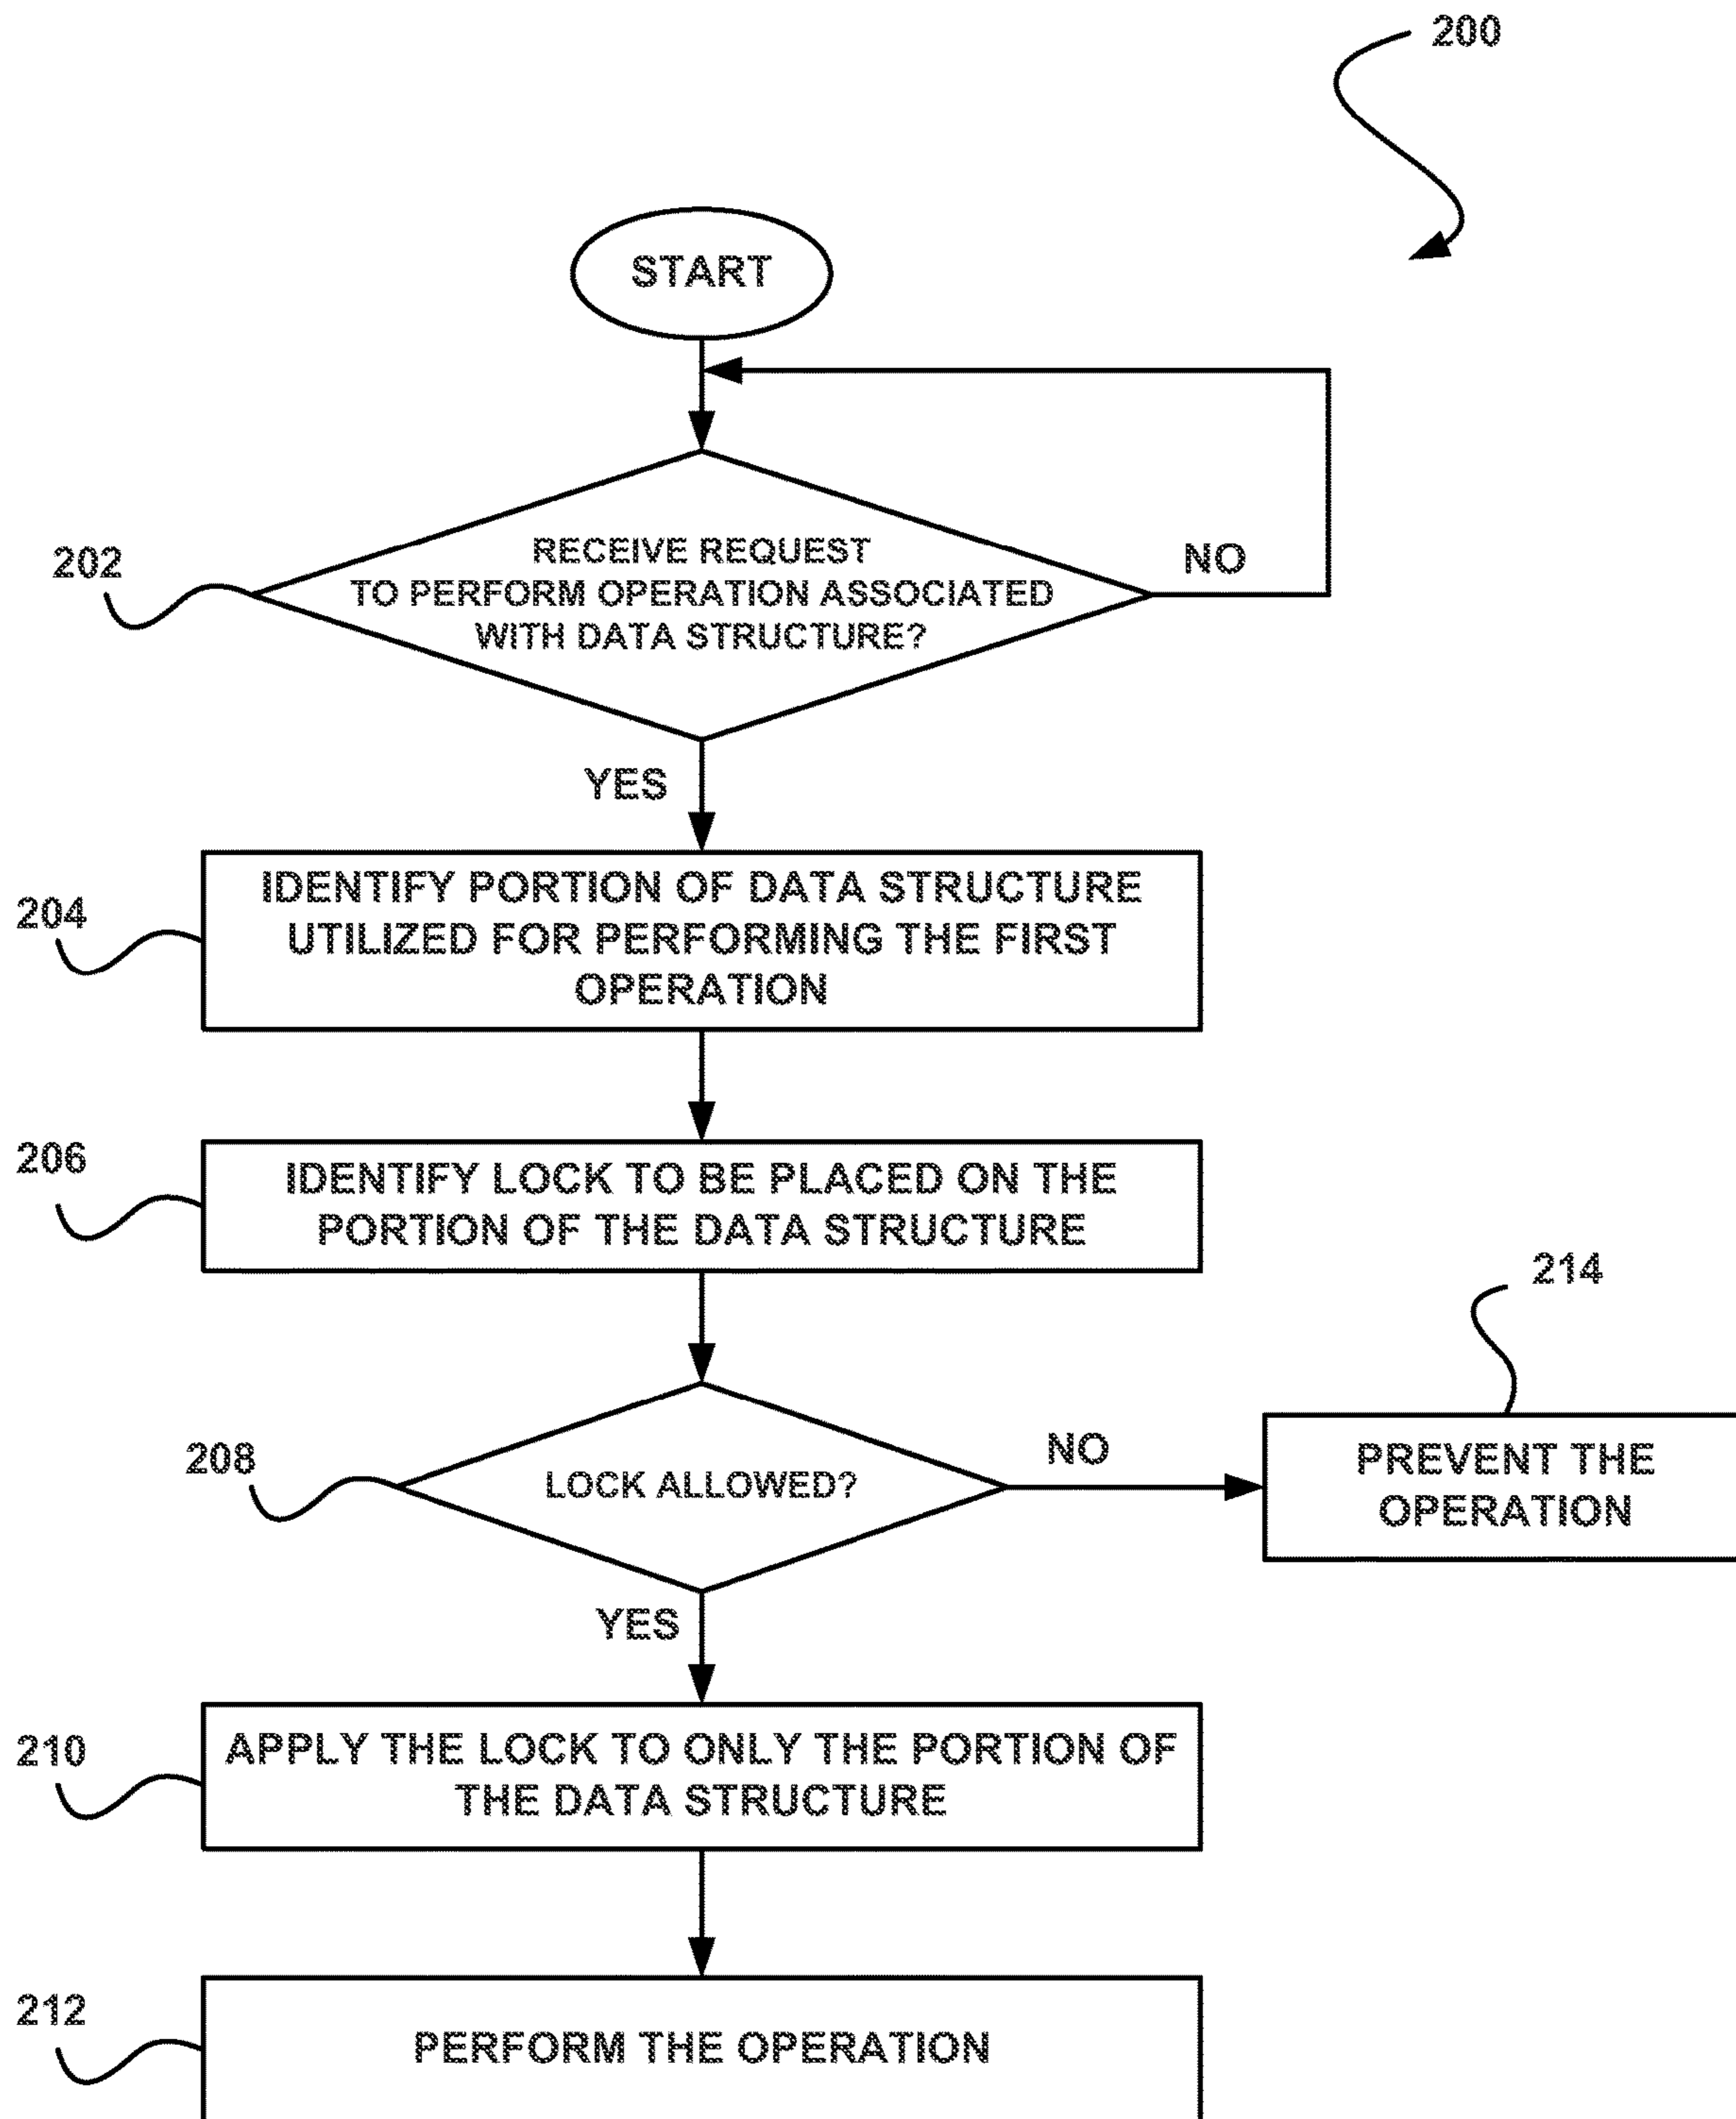 200
START
202
RECEIVE REQUEST
TO PERFORM OPERATION ASSOCIATED
WITH DATA STRUCTURE?
NO
YES
204
IDENTIFY PORTION OF DATA STRUCTURE
UTILIZED FOR PERFORMING THE FIRST
OPERATION
206
IDENTIFY LOCK TO BE PLACED ON THE
PORTION OF THE DATA STRUCTURE
208
LOCK ALLOWED?
NO
214
PREVENT THE
OPERATION
YES
210
APPLY THE LOCK TO ONLY THE PORTION OF
THE DATA STRUCTURE
212
PERFORM THE OPERATION